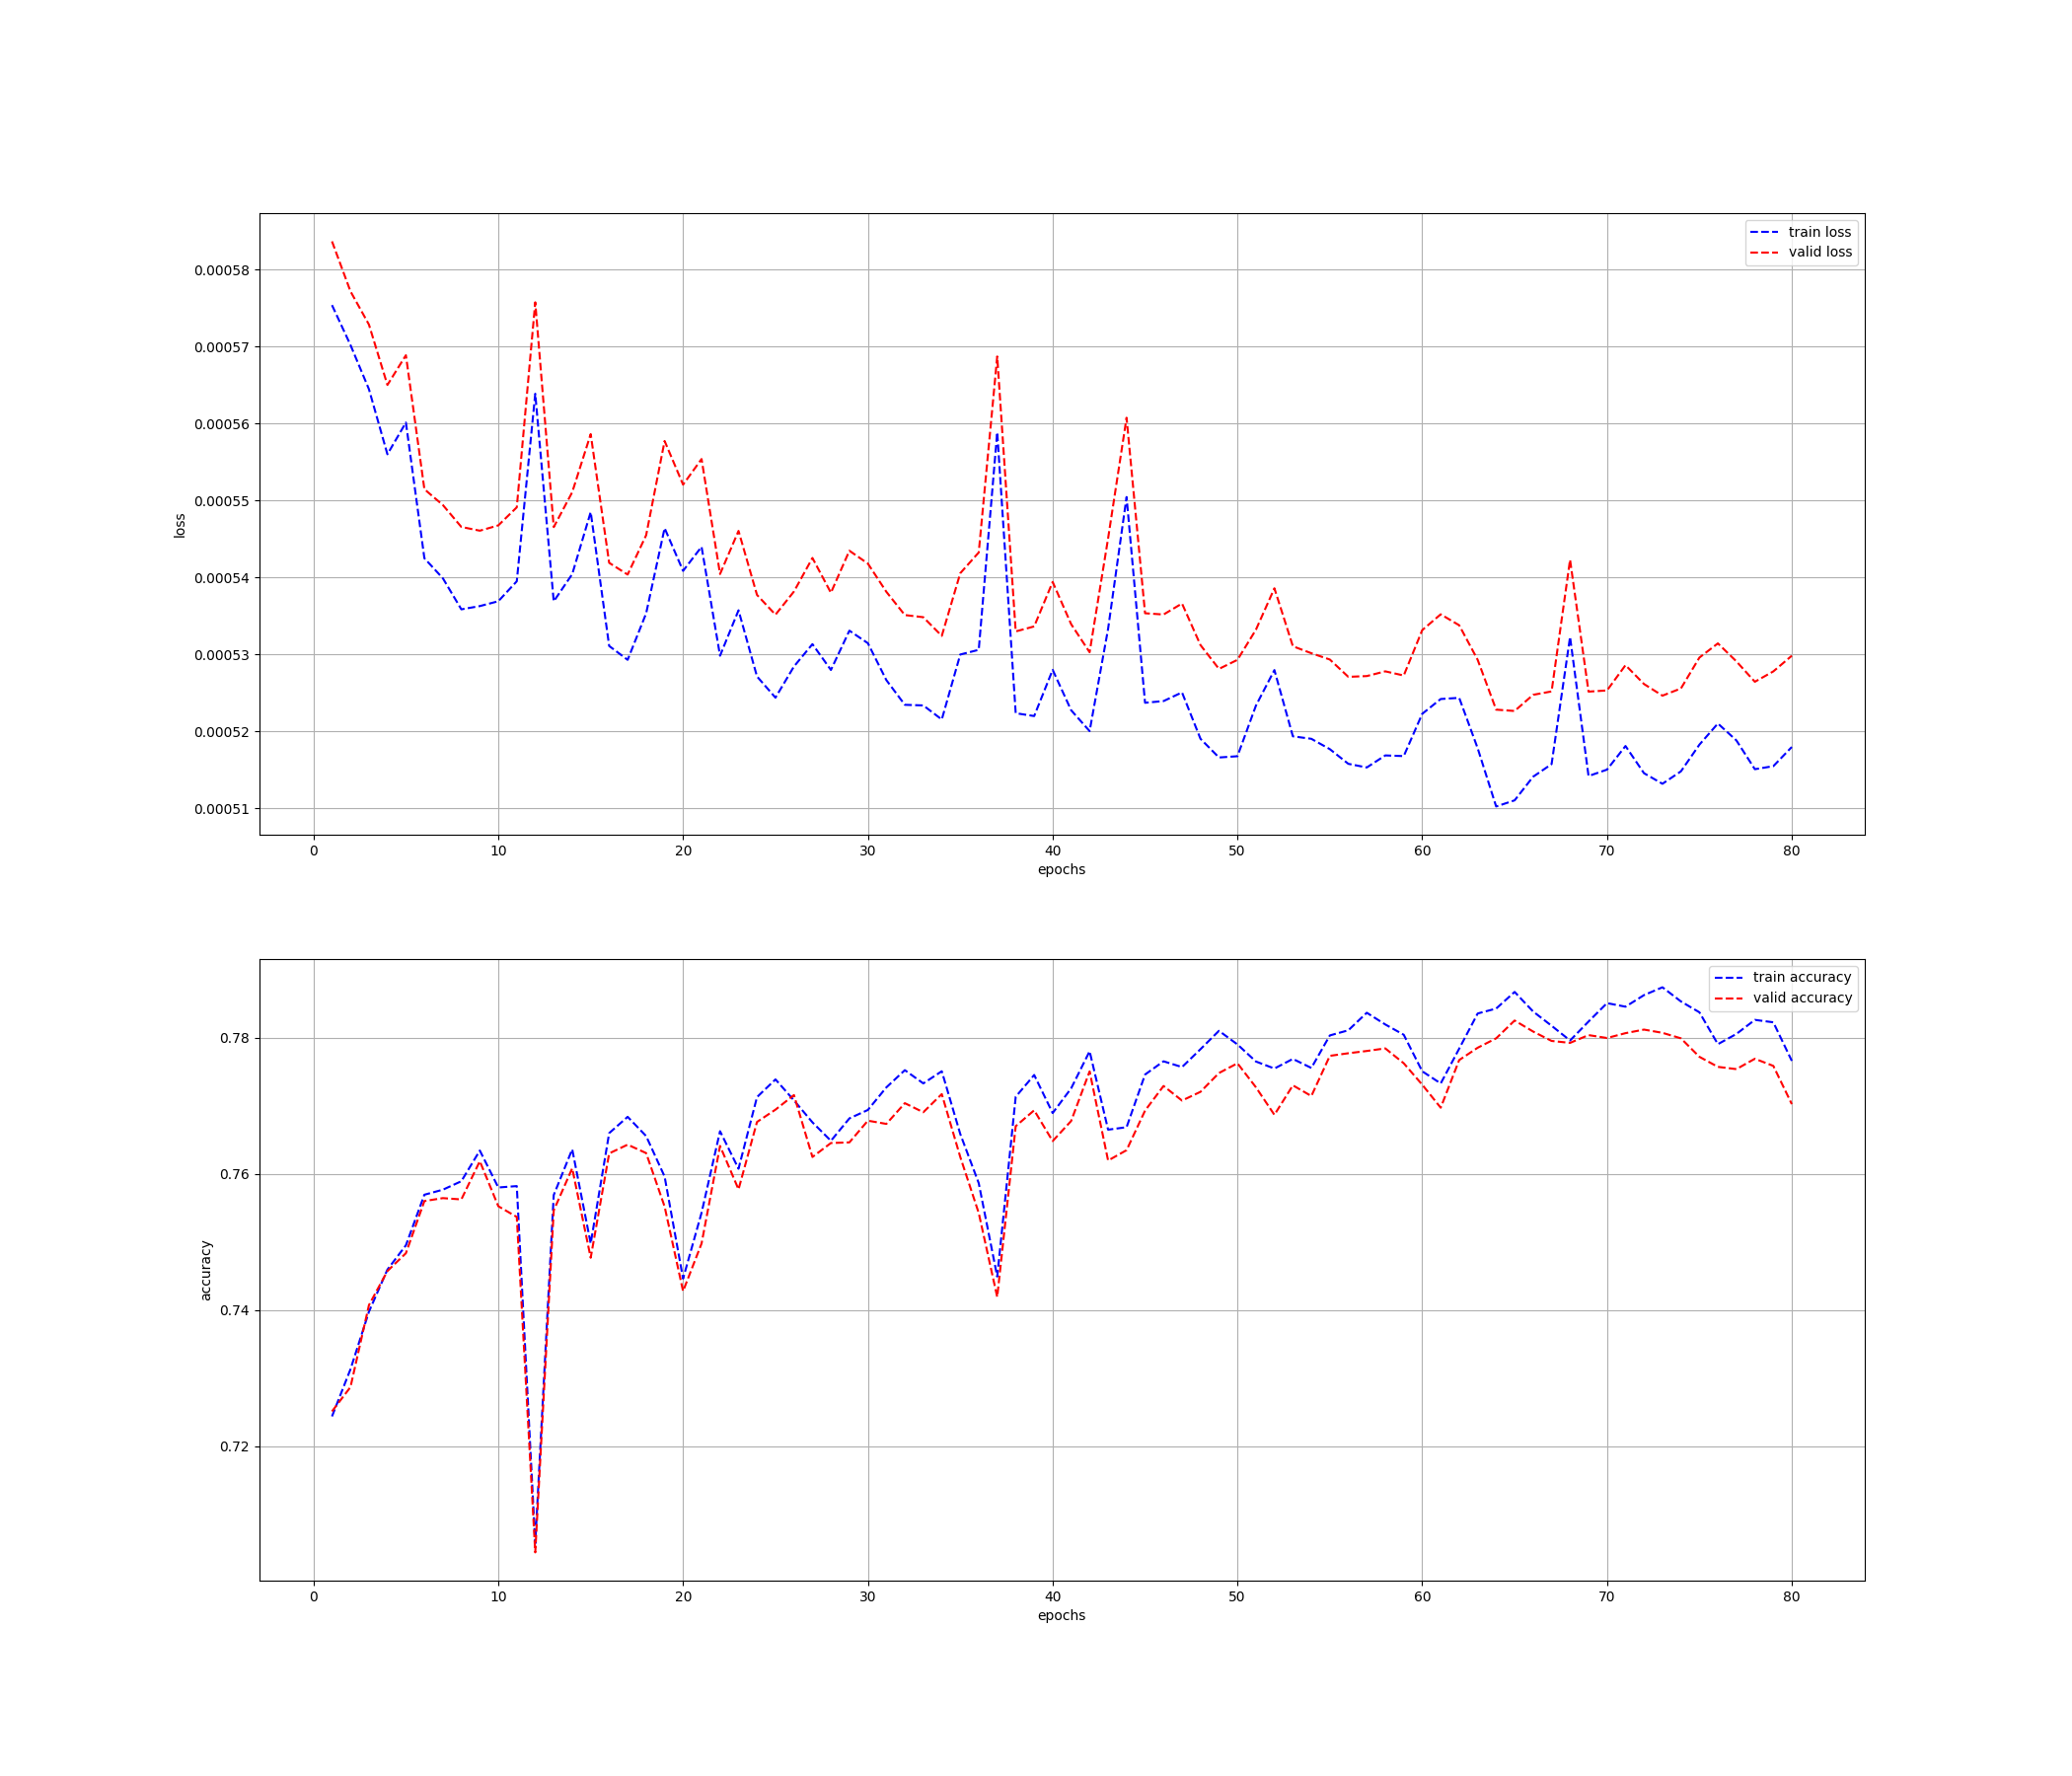 train loss
valid loss
0.00058
0.00057
0.00056
0.00055
0.00054
0.00053
0.00052
0.00051
loss
0 10 20 30 40 50 60 70 80
epochs
train accuracy
valid accuracy
0.78
0.76
0.74
0.72
accuracy
0 10 20 30 40 50 60 70 80
epochs